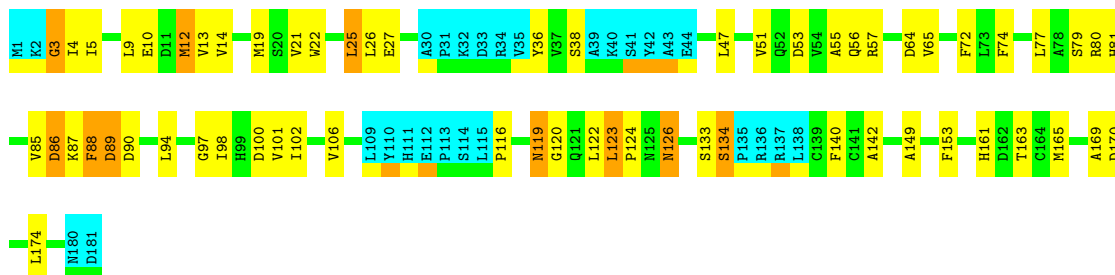 M1 K2 G3 I4 I5 L9 E10 D11 M12 V13 V14 M19 S20 V21 W22 L25 L26 E27 A30 P31 K32 D33 R34 V35 Y36 V37 S38 A39 K40 S41 Y42 A43 E44 L47 V51 Q52 D53 V54 A55 Q56 R57 D64 V65 F72 L73 F74 L77 A78 S79 R80 H81
V85 D86 K87 F88 D89 D90 L94 G97 I98 H99 D100 V101 I102 V106 L109 Y110 H111 E112 P113 S114 L115 P116 N119 G120 Q121 L122 L123 P124 N125 N126 S133 S134 P135 R136 R137 L138 C139 F140 C141 A142 A149 F153 H161 D162 T163 C164 M165 A169
L174 N180 D181